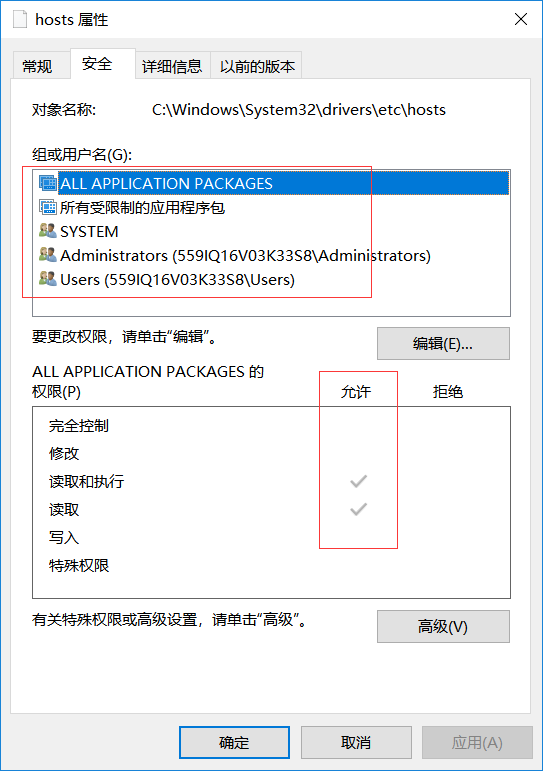 hosts 属性
常规 安全 详细信息 以前的版本
对象名称: C:\Windows\System32\drivers\etc\hosts
组或用户名(G):
ALL APPLICATION PACKAGES
所有受限制的应用程序包
SYSTEM
Administrators (559IQ16V03K33S8\Administrators)
Users (559IQ16V03K33S8\Users)
要更改权限，请单击“编辑”。
编辑(E)...
ALL APPLICATION PACKAGES 的
权限(P) 允许 拒绝
完全控制
修改
读取和执行
读取
写入
特殊权限
有关特殊权限或高级设置，请单击“高级”。
高级(V)
确定 取消 应用(A)